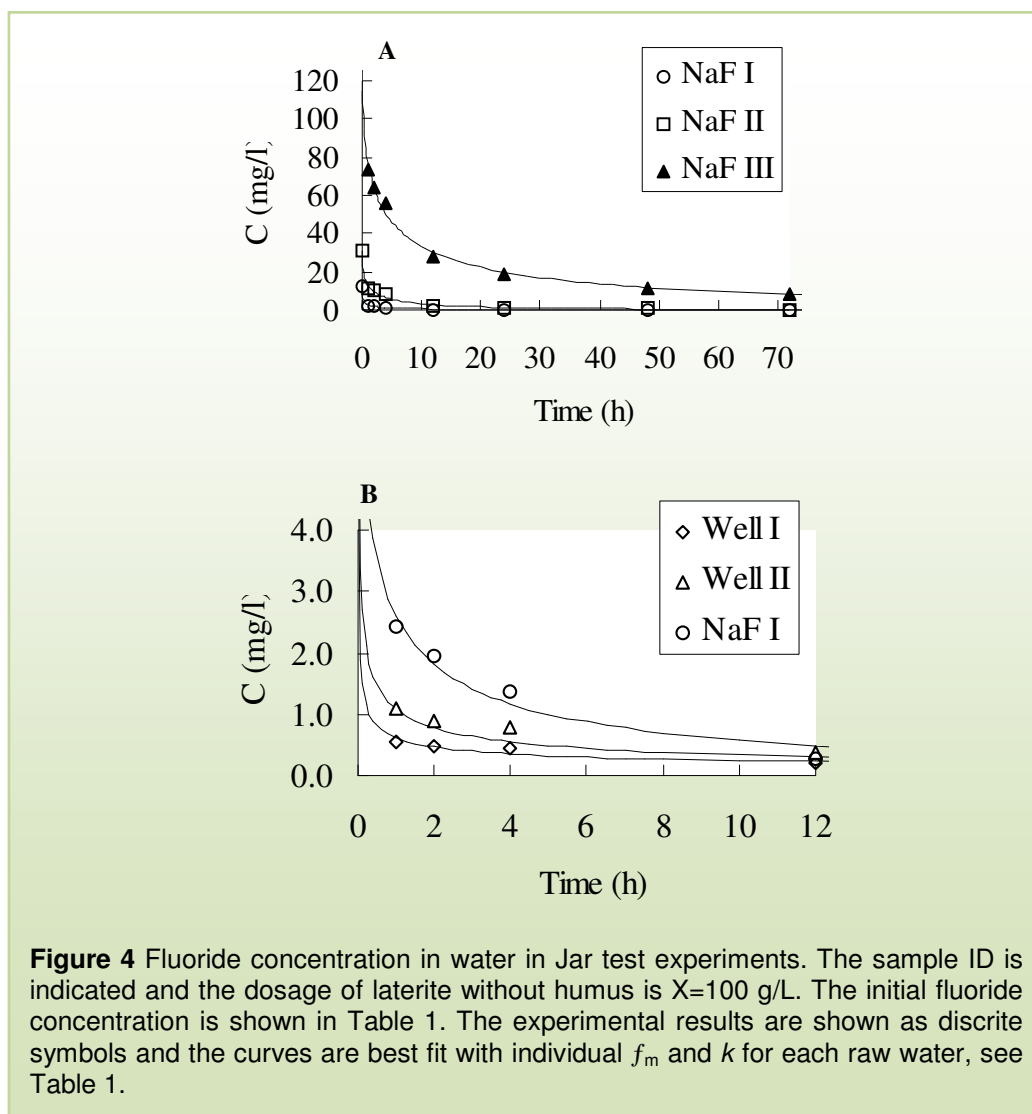 A
120
100
80
60
40
20
0
C (mg/l)
0 10 20 30 40 50 60 70
Time (h)
NaF I
NaF II
NaF III
B
4.0
3.0
2.0
1.0
0.0
C (mg/l)
0 2 4 6 8 10 12
Time (h)
Well I
Well II
NaF I
Figure 4 Fluoride concentration in water in Jar test experiments. The sample ID is
indicated and the dosage of laterite without humus is X=100 g/L. The initial fluoride
concentration is shown in Table 1. The experimental results are shown as discrite
symbols and the curves are best fit with individual fm and k for each raw water, see
Table 1.